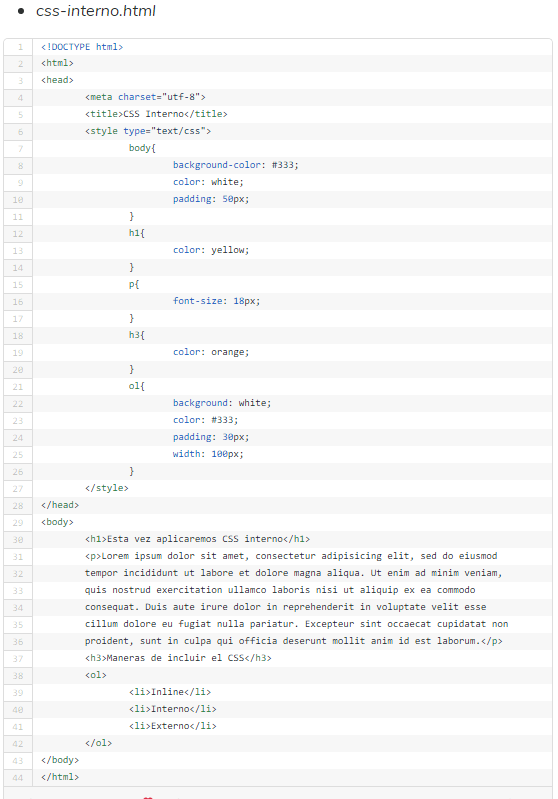 css-interno.html
1 <!DOCTYPE html>
2 <html>
3 <head>
4 <meta charset="utf-8">
5 <title>CSS Interno</title>
6 <style type="text/css">
7 body{
8 background-color: #333;
9 color: white;
10 padding: 50px;
11 }
12 h1{
13 color: yellow;
14 }
15 p{
16 font-size: 18px;
17 }
18 h3{
19 color: orange;
20 }
21 ol{
22 background: white;
23 color: #333;
24 padding: 30px;
25 width: 100px;
26 }
27 </style>
28 </head>
29 <body>
30 <h1>Esta vez aplicaremos CSS interno</h1>
31 <p>Lorem ipsum dolor sit amet, consectetur adipisicing elit, sed do eiusmod
32 tempor incididunt ut labore et dolore magna aliqua. Ut enim ad minim veniam,
33 quis nostrud exercitation ullamco laboris nisi ut aliquip ex ea commodo
34 consequat. Duis aute irure dolor in reprehenderit in voluptate velit esse
35 cillum dolore eu fugiat nulla pariatur. Excepteur sint occaecat cupidatat non
36 proident, sunt in culpa qui officia deserunt mollit anim id est laborum.</p>
37 <h3>Maneras de incluir el CSS</h3>
38 <ol>
39 <li>Inline</li>
40 <li>Interno</li>
41 <li>Externo</li>
42 </ol>
43 </body>
44 </html>